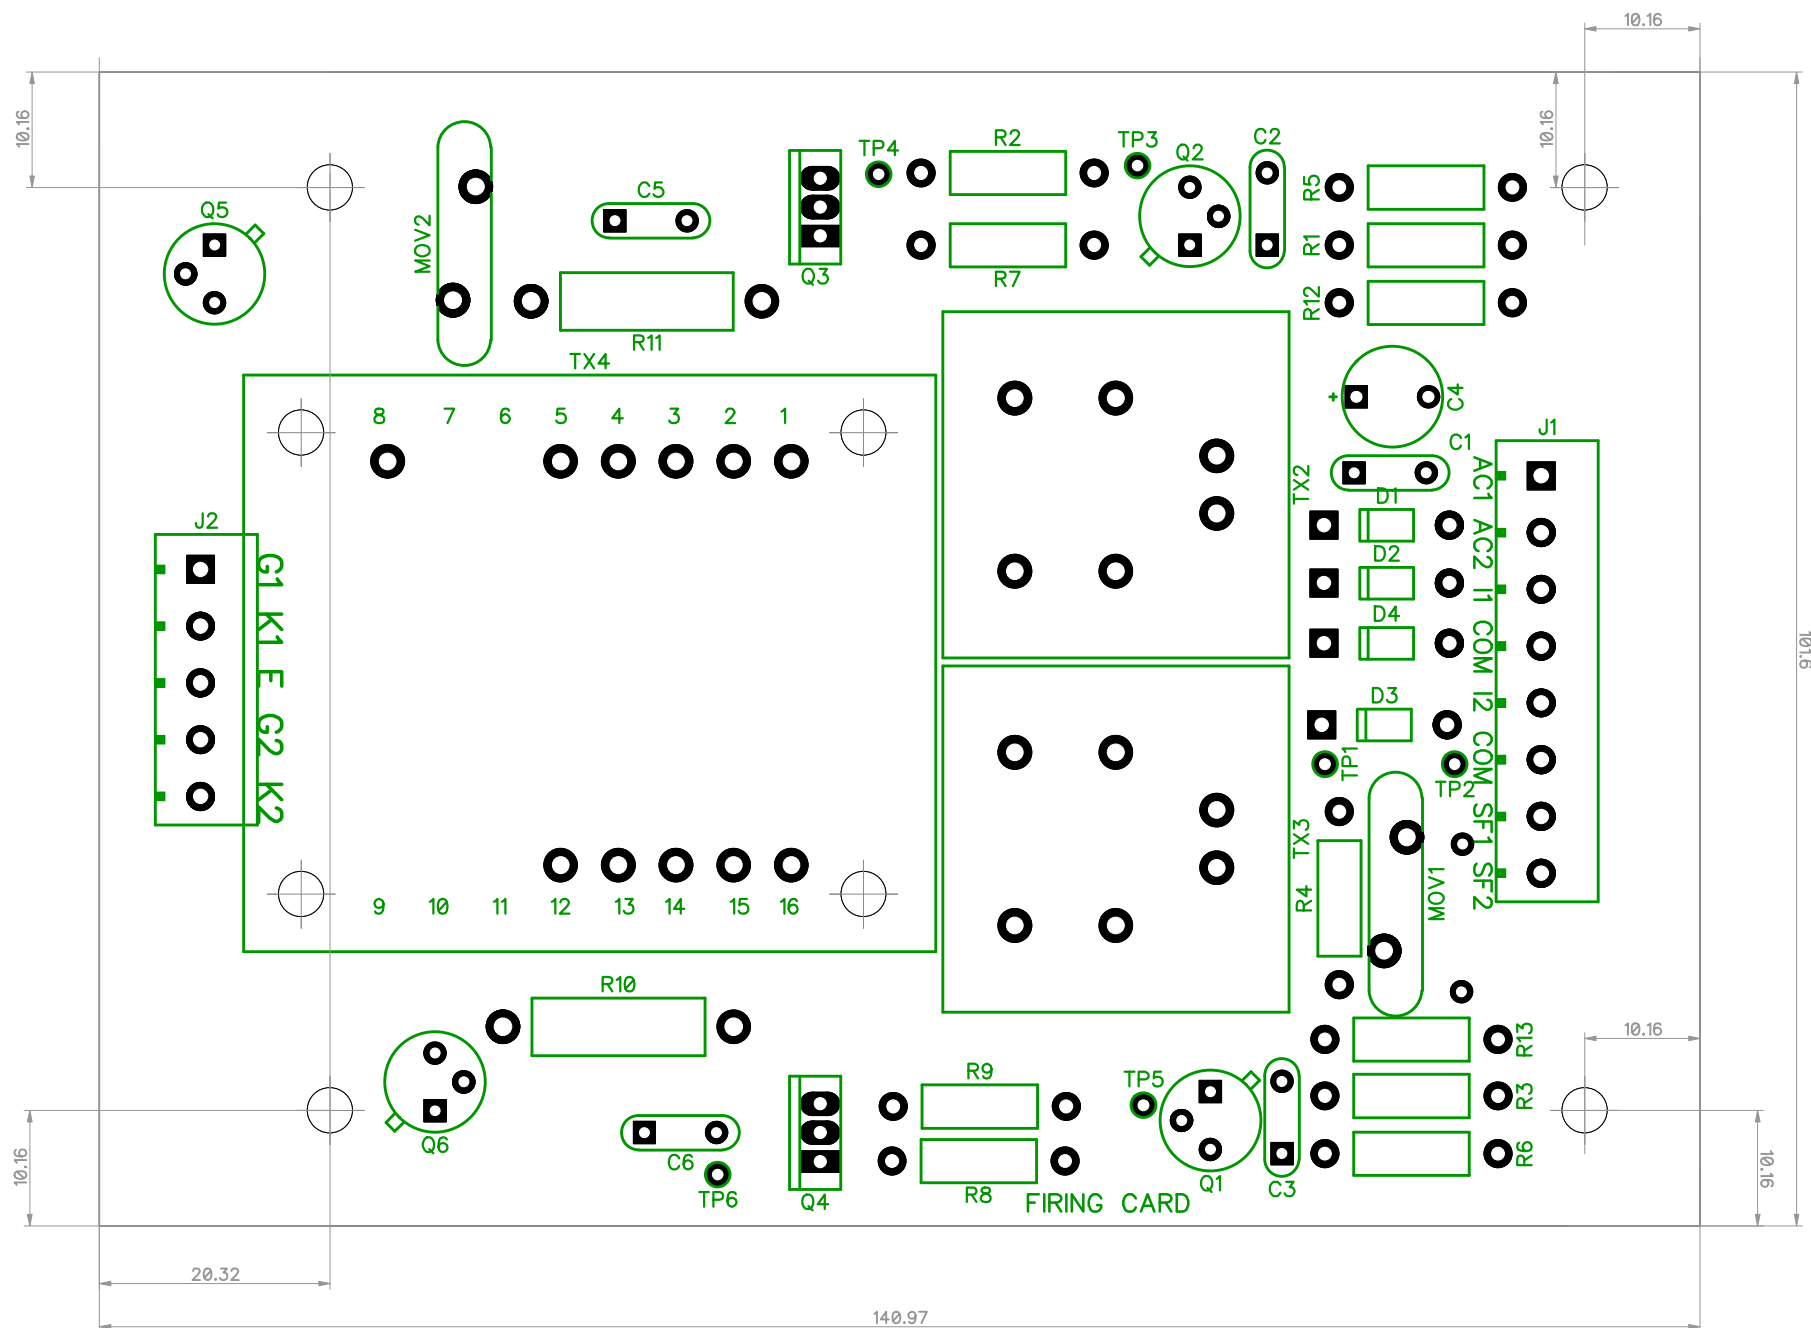 10.16
10.16
10.16
TP4
R2
TP3
C2
Q2
C5
R5
Q5
MOV2
R1
Q3
R7
R12
R11
TX4
8 7 6 5 4 3 2 1
C4
C1
J1
TX2
D1
AC1
J2
AC2
D2
G1
I1
D4
K1
COM
101.6
E
D3
I2
G2
TP1
COM
TP2
K2
TX3
SF1
R4
MOV1
SF2
9 10 11 12 13 14 15 16
R10
10.16
R13
R9
TP5
R3
Q6
C6
R6
10.16
10.16
TP6
Q4
R8
FIRING CARD
Q1
C3
20.32
140.97